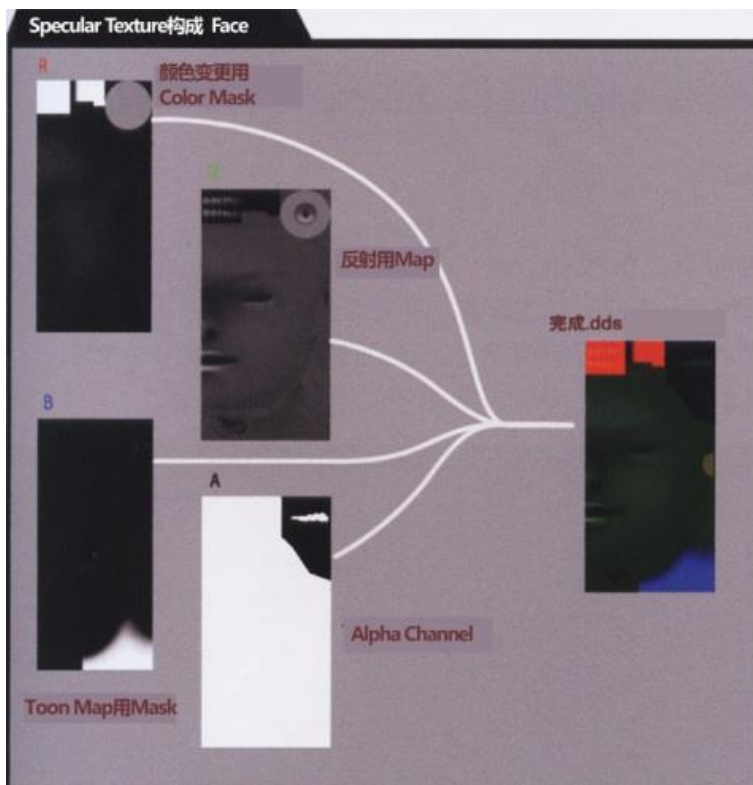 Specular Texture构成 Face
R
颜色变更用
Color Mask
G
反射用Map
完成.dds
B
A
Alpha Channel
Toon Map用Mask